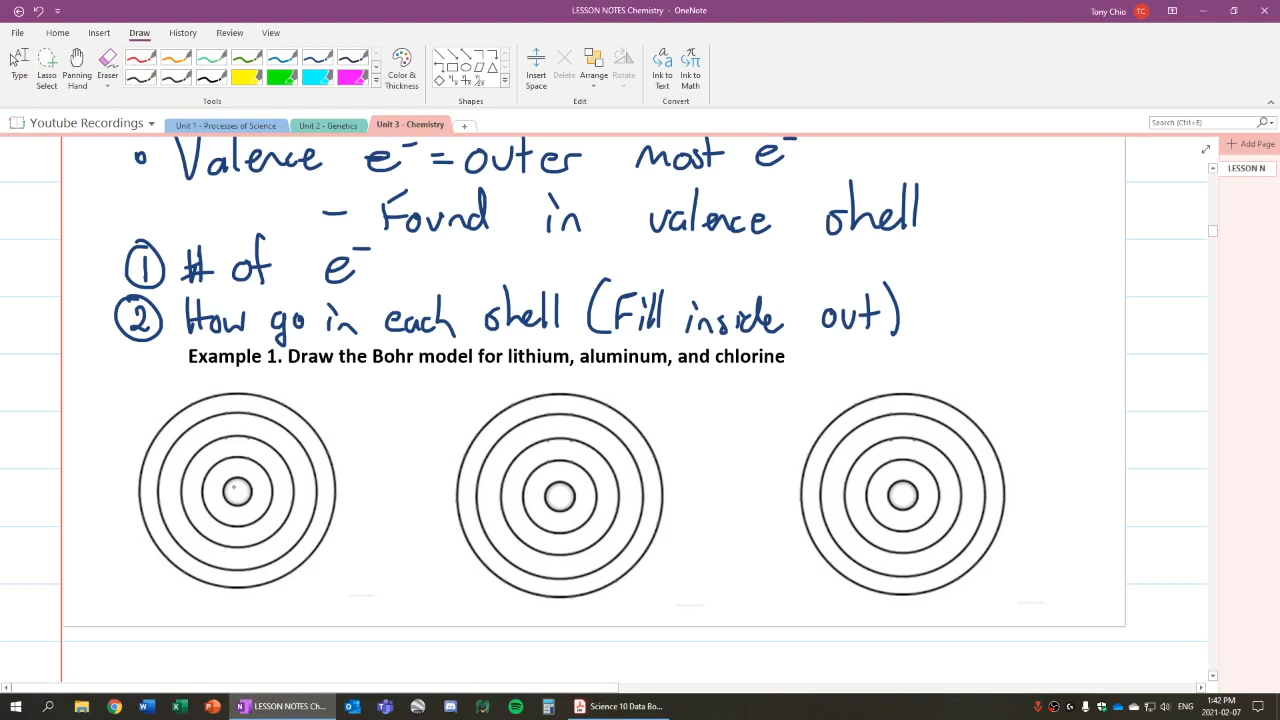 LESSON NOTES Chemistry - OneNote
Tony Chio TC
File Home Insert Draw History Review View
Type Lasso Select Panning Hand Eraser Color & Thickness Insert Space Delete Arrange Rotate Ink to Text Ink to Math
Tools Shapes Edit Convert
Youtube Recordings Unit 1 - Processes of Science Unit 2 - Genetics Unit 3 - Chemistry Search (Ctrl+E)
Add Page
LESSON N
• Valence e⁻ = outer most e⁻
- Found in valence shell
① # of e⁻
② How go in each shell (Fill inside out)
Example 1. Draw the Bohr model for lithium, aluminum, and chlorine
LESSON NOTES Ch... Science 10 Data Bo... ENG 1:42 PM
2021-02-07